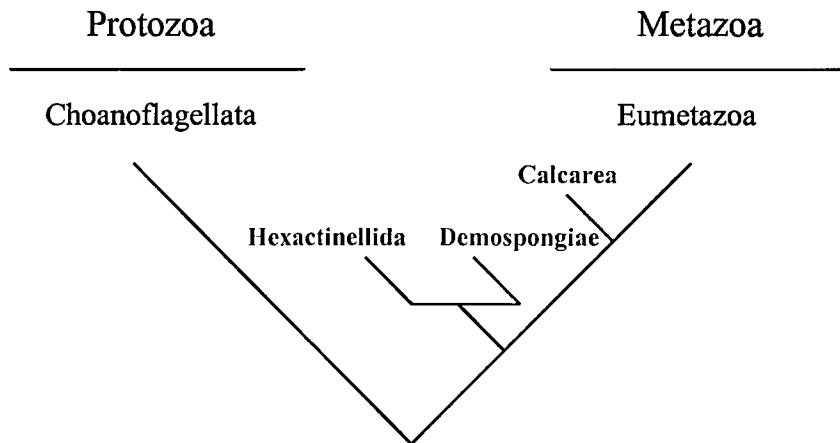 Protozoa
Metazoa
Choanoflagellata
Eumetazoa
Calcarea
Hexactinellida
Demospongiae